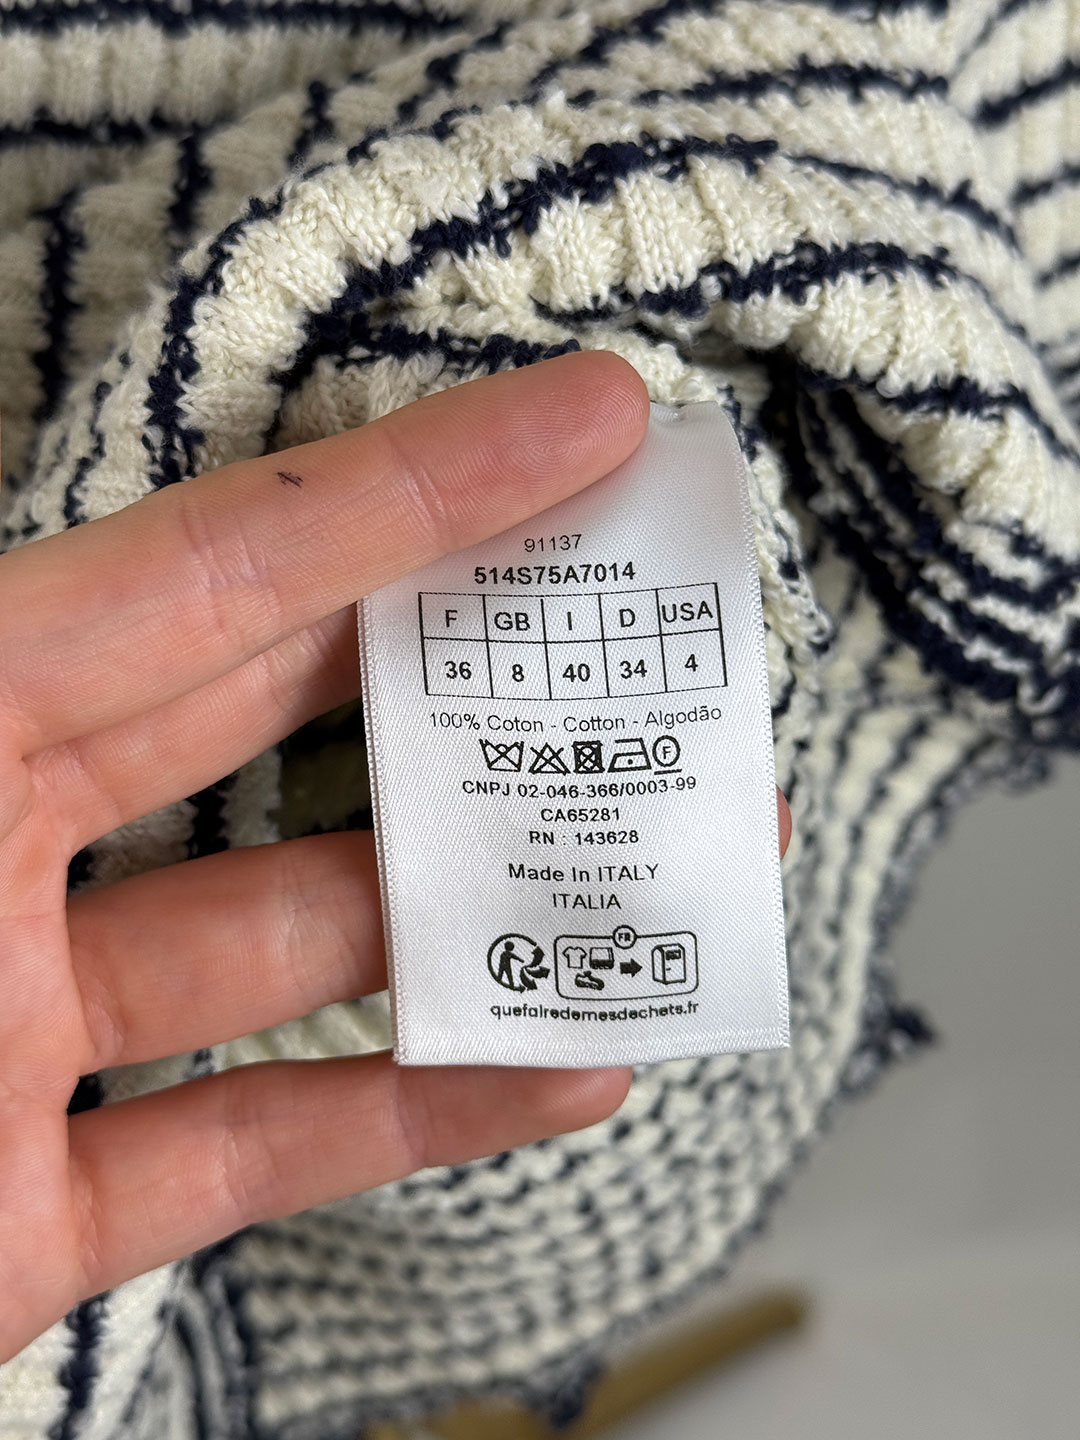 91137
514S75A7014
F GB I D USA
36 8 40 34 4
100% Coton - Cotton - Algodão
F
CNPJ 02-046-366/0003-99
CA65281
RN : 143628
Made In ITALY
ITALIA
FR
quefairedemesdechets.fr